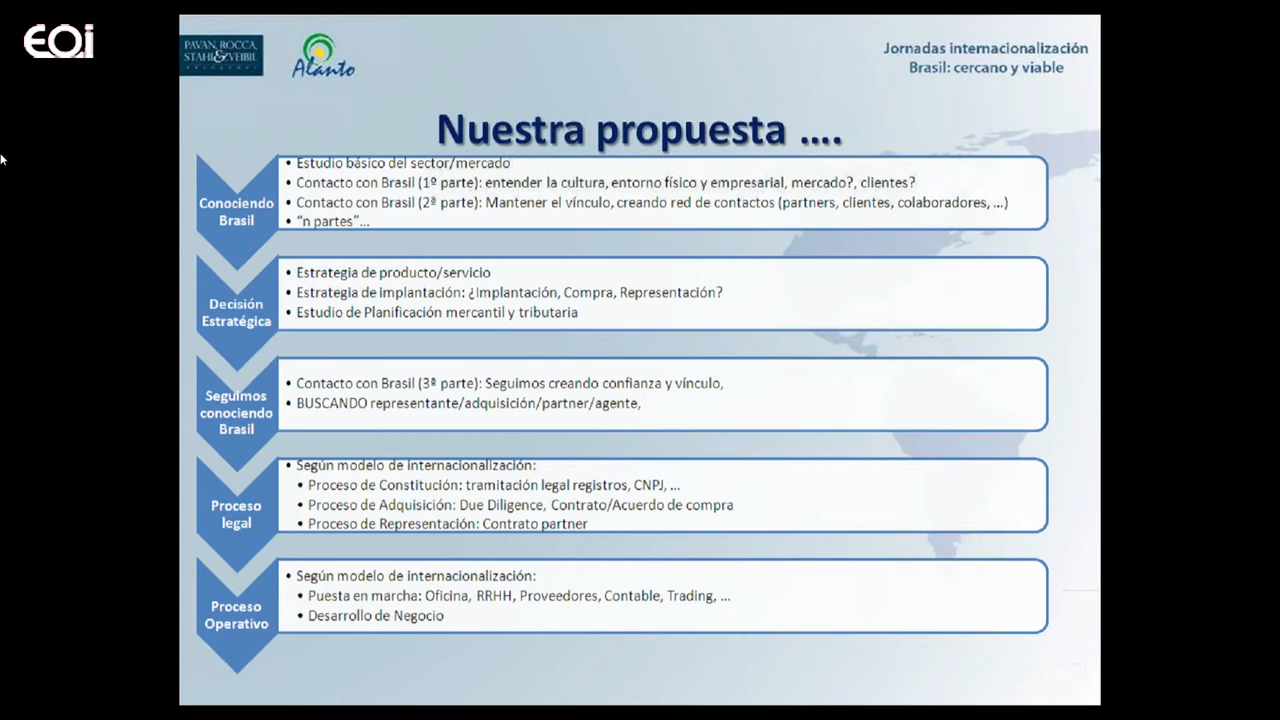 EOi
PAVAN, ROCCA,
STAHL & VEIBIL
Alanto
Jornadas internacionalización
Brasil: cercano y viable
Nuestra propuesta ....
Conociendo
Brasil
• Estudio básico del sector/mercado
• Contacto con Brasil (1º parte): entender la cultura, entorno físico y empresarial, mercado?, clientes?
• Contacto con Brasil (2ª parte): Mantener el vínculo, creando red de contactos (partners, clientes, colaboradores, ...)
• "n partes"...
Decisión
Estratégica
• Estrategia de producto/servicio
• Estrategia de implantación: ¿Implantación, Compra, Representación?
• Estudio de Planificación mercantil y tributaria
Seguimos
conociendo
Brasil
• Contacto con Brasil (3ª parte): Seguimos creando confianza y vínculo,
• BUSCANDO representante/adquisición/partner/agente,
Proceso
legal
• Según modelo de internacionalización:
• Proceso de Constitución: tramitación legal registros, CNPJ, ...
• Proceso de Adquisición: Due Diligence, Contrato/Acuerdo de compra
• Proceso de Representación: Contrato partner
Proceso
Operativo
• Según modelo de internacionalización:
• Puesta en marcha: Oficina, RRHH, Proveedores, Contable, Trading, ...
• Desarrollo de Negocio